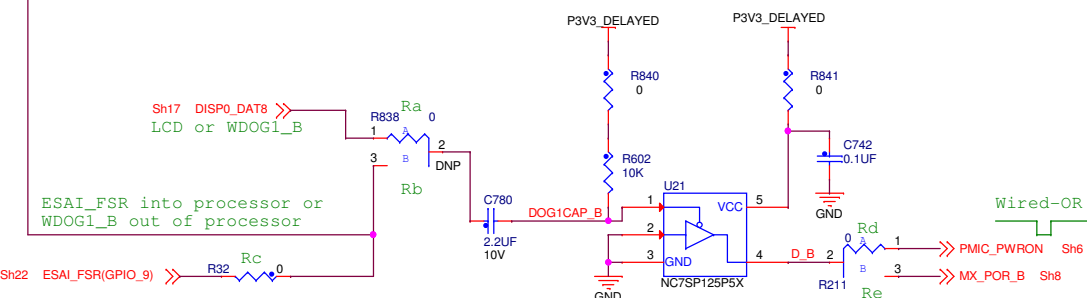 P3V3_DELAYED
P3V3_DELAYED
R840
0
R841
0
Sh17 DISP0_DAT8
LCD or WDOG1_B
Ra
R838 0
1 A
2
3 B
DNP
Rb
R602
10K
C742
0.1UF
GND
U21
1
VCC 5
ESAI_FSR into processor or
WDOG1_B out of processor
C780
2.2UF
10V
DOG1CAP_B
2
3 GND
4 D_B 2
NC7SP125P5X
GND
Wired-OR
Rd
0 A 1
PMIC_PWRON Sh6
B 3
MX_POR_B Sh8
R211
Re
Rc
Sh22 ESAI_FSR(GPIO_9)
R32 0